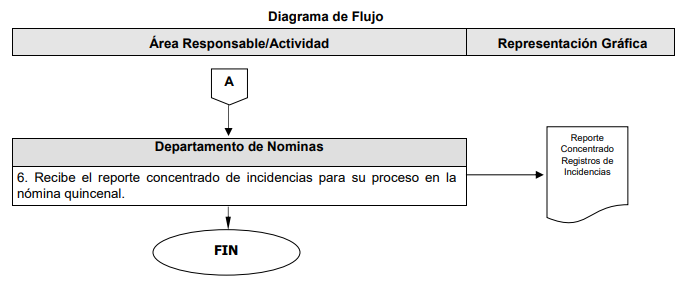 Diagrama de Flujo
Área Responsable/Actividad
Representación Gráfica
A
Departamento de Nominas
6. Recibe el reporte concentrado de incidencias para su proceso en la
nómina quincenal.
Reporte
Concentrado
Registros de
Incidencias
FIN